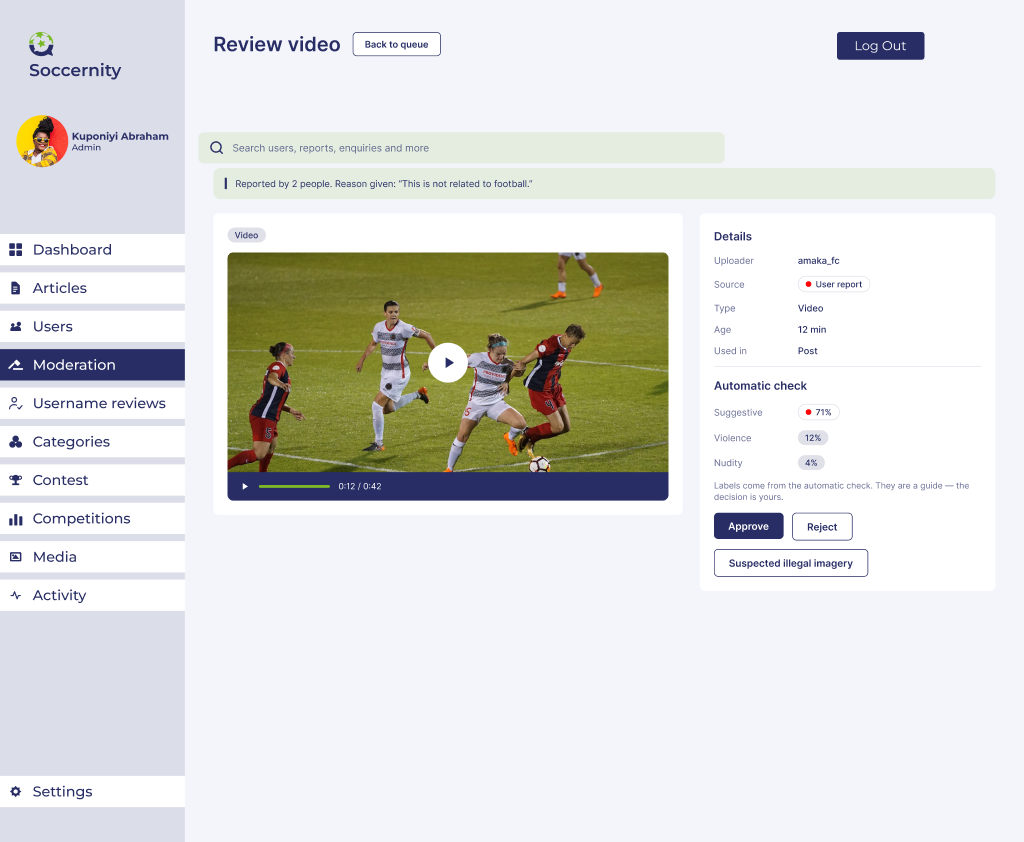 Soccernity
Kuponiyi Abraham
Admin
Dashboard
Articles
Users
Moderation
Username reviews
Categories
Contest
Competitions
Media
Activity
Settings
Review video
Back to queue
Log Out
Search users, reports, enquiries and more
Reported by 2 people. Reason given: “This is not related to football.”
Video
0:12 / 0:42
Details
Uploader amaka_fc
Source User report
Type Video
Age 12 min
Used in Post
Automatic check
Suggestive 71%
Violence 12%
Nudity 4%
Labels come from the automatic check. They are a guide — the
decision is yours.
Approve Reject
Suspected illegal imagery